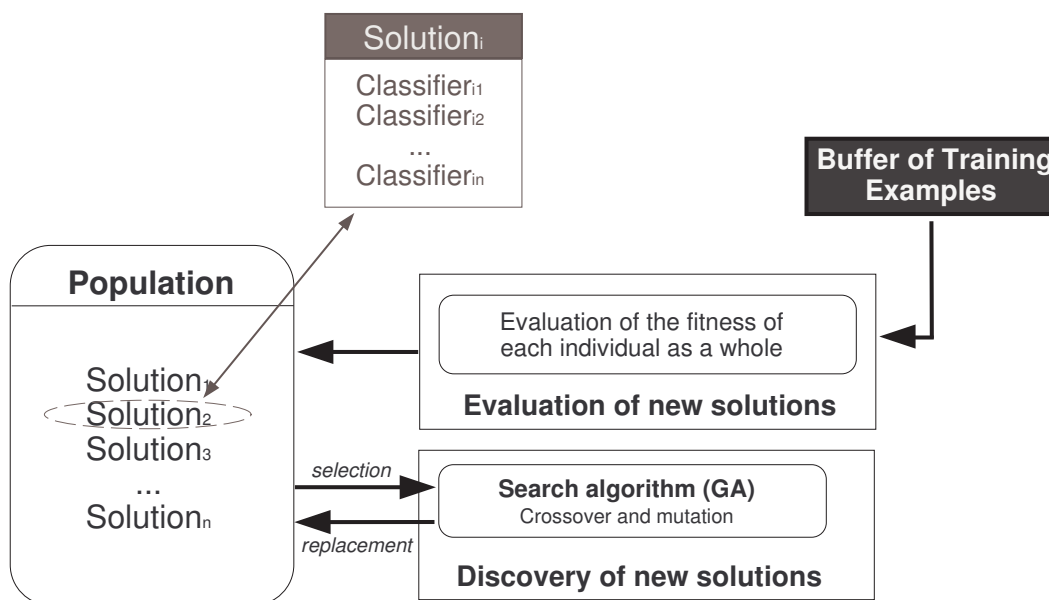 Solutionᵢ
Classifierᵢ₁
Classifierᵢ₂
...
Classifierᵢₙ
Buffer of Training
Examples
Population
Solution₁
Solution₂
Solution₃
...
Solutionₙ
Evaluation of the fitness of
each individual as a whole
Evaluation of new solutions
selection
replacement
Search algorithm (GA)
Crossover and mutation
Discovery of new solutions